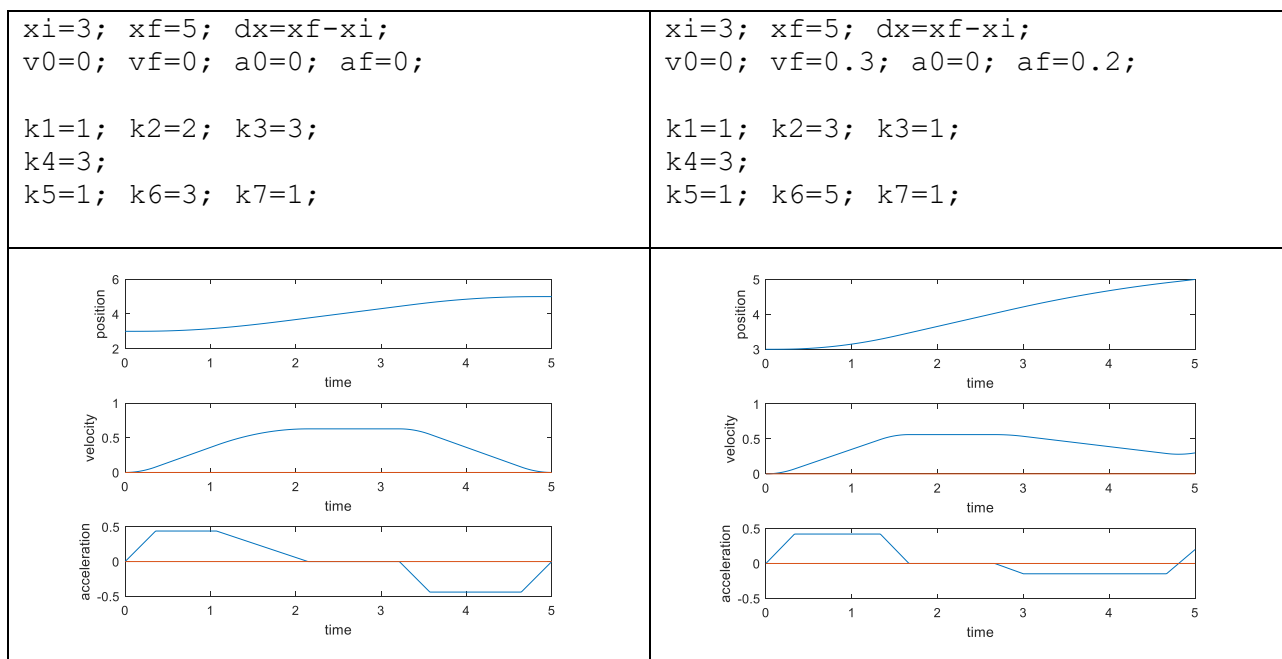 xi=3; xf=5; dx=xf-xi;
v0=0; vf=0; a0=0; af=0;
k1=1; k2=2; k3=3;
k4=3;
k5=1; k6=3; k7=1;
xi=3; xf=5; dx=xf-xi;
v0=0; vf=0.3; a0=0; af=0.2;
k1=1; k2=3; k3=1;
k4=3;
k5=1; k6=5; k7=1;
position
6
4
2
0 1 2 3 4 5
time
velocity
1
0.5
0
0 1 2 3 4 5
time
acceleration
0.5
0
-0.5
0 1 2 3 4 5
time
position
5
4
3
0 1 2 3 4 5
time
velocity
1
0.5
0
0 1 2 3 4 5
time
acceleration
0.5
0
-0.5
0 1 2 3 4 5
time